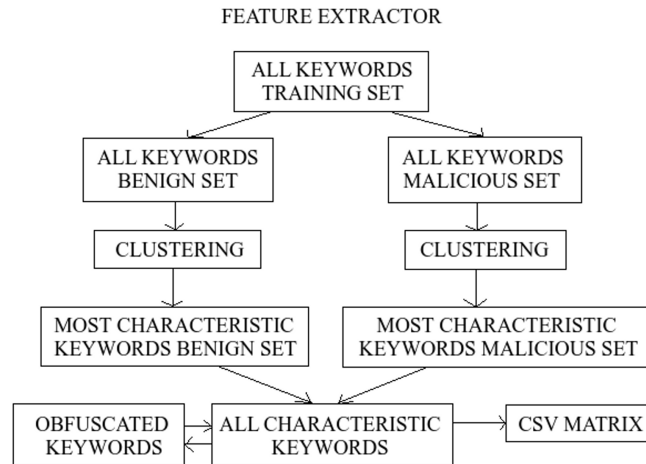 FEATURE EXTRACTOR
ALL KEYWORDS
TRAINING SET
ALL KEYWORDS
BENIGN SET
ALL KEYWORDS
MALICIOUS SET
CLUSTERING
CLUSTERING
MOST CHARACTERISTIC
KEYWORDS BENIGN SET
MOST CHARACTERISTIC
KEYWORDS MALICIOUS SET
OBFUSCATED
KEYWORDS
ALL CHARACTERISTIC
KEYWORDS
CSV MATRIX